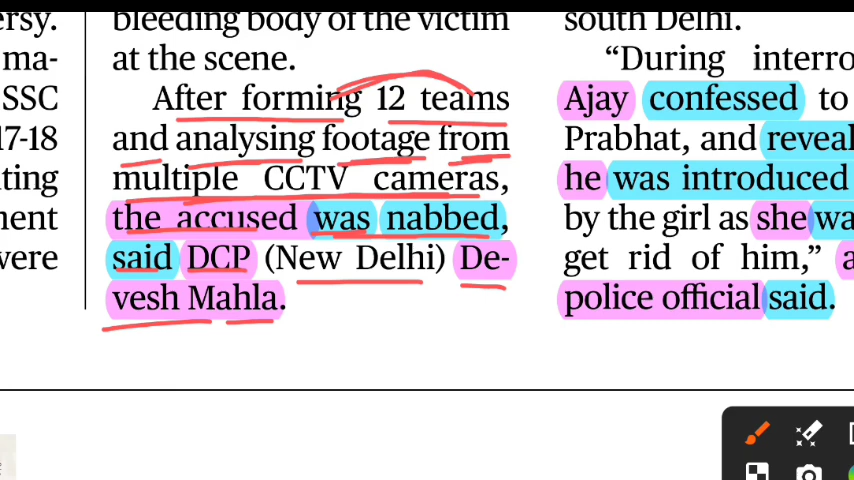 ersy.
ma-
SSC
17-18
ting
ment
were
bleeding body of the victim
at the scene.
After forming 12 teams
and analysing footage from
multiple CCTV cameras,
the accused was nabbed,
said DCP (New Delhi) De-
vesh Mahla.
south Delhi.
"During interro
Ajay confessed to
Prabhat, and reveal
he was introduced
by the girl as she wa
get rid of him," a
police official said.